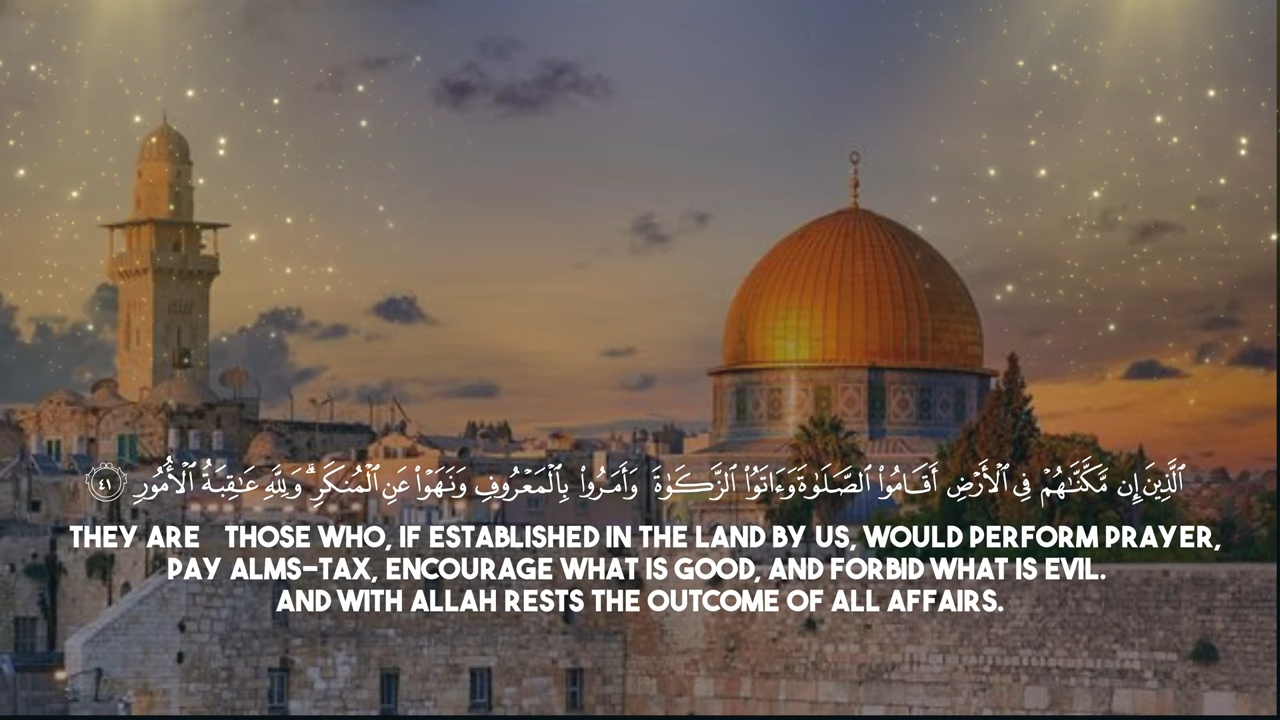 ٱلَّذِينَ إِن مَّكَّنَّـٰهُمْ فِى ٱلْأَرْضِ أَقَامُوا۟ ٱلصَّلَوٰةَ وَءَاتَوُا۟ ٱلزَّكَوٰةَ وَأَمَرُوا۟ بِٱلْمَعْرُوفِ وَنَهَوْا۟ عَنِ ٱلْمُنكَرِ ۗ وَلِلَّهِ عَـٰقِبَةُ ٱلْأُمُورِ ٤١
THEY ARE THOSE WHO, IF ESTABLISHED IN THE LAND BY US, WOULD PERFORM PRAYER,
PAY ALMS-TAX, ENCOURAGE WHAT IS GOOD, AND FORBID WHAT IS EVIL.
AND WITH ALLAH RESTS THE OUTCOME OF ALL AFFAIRS.